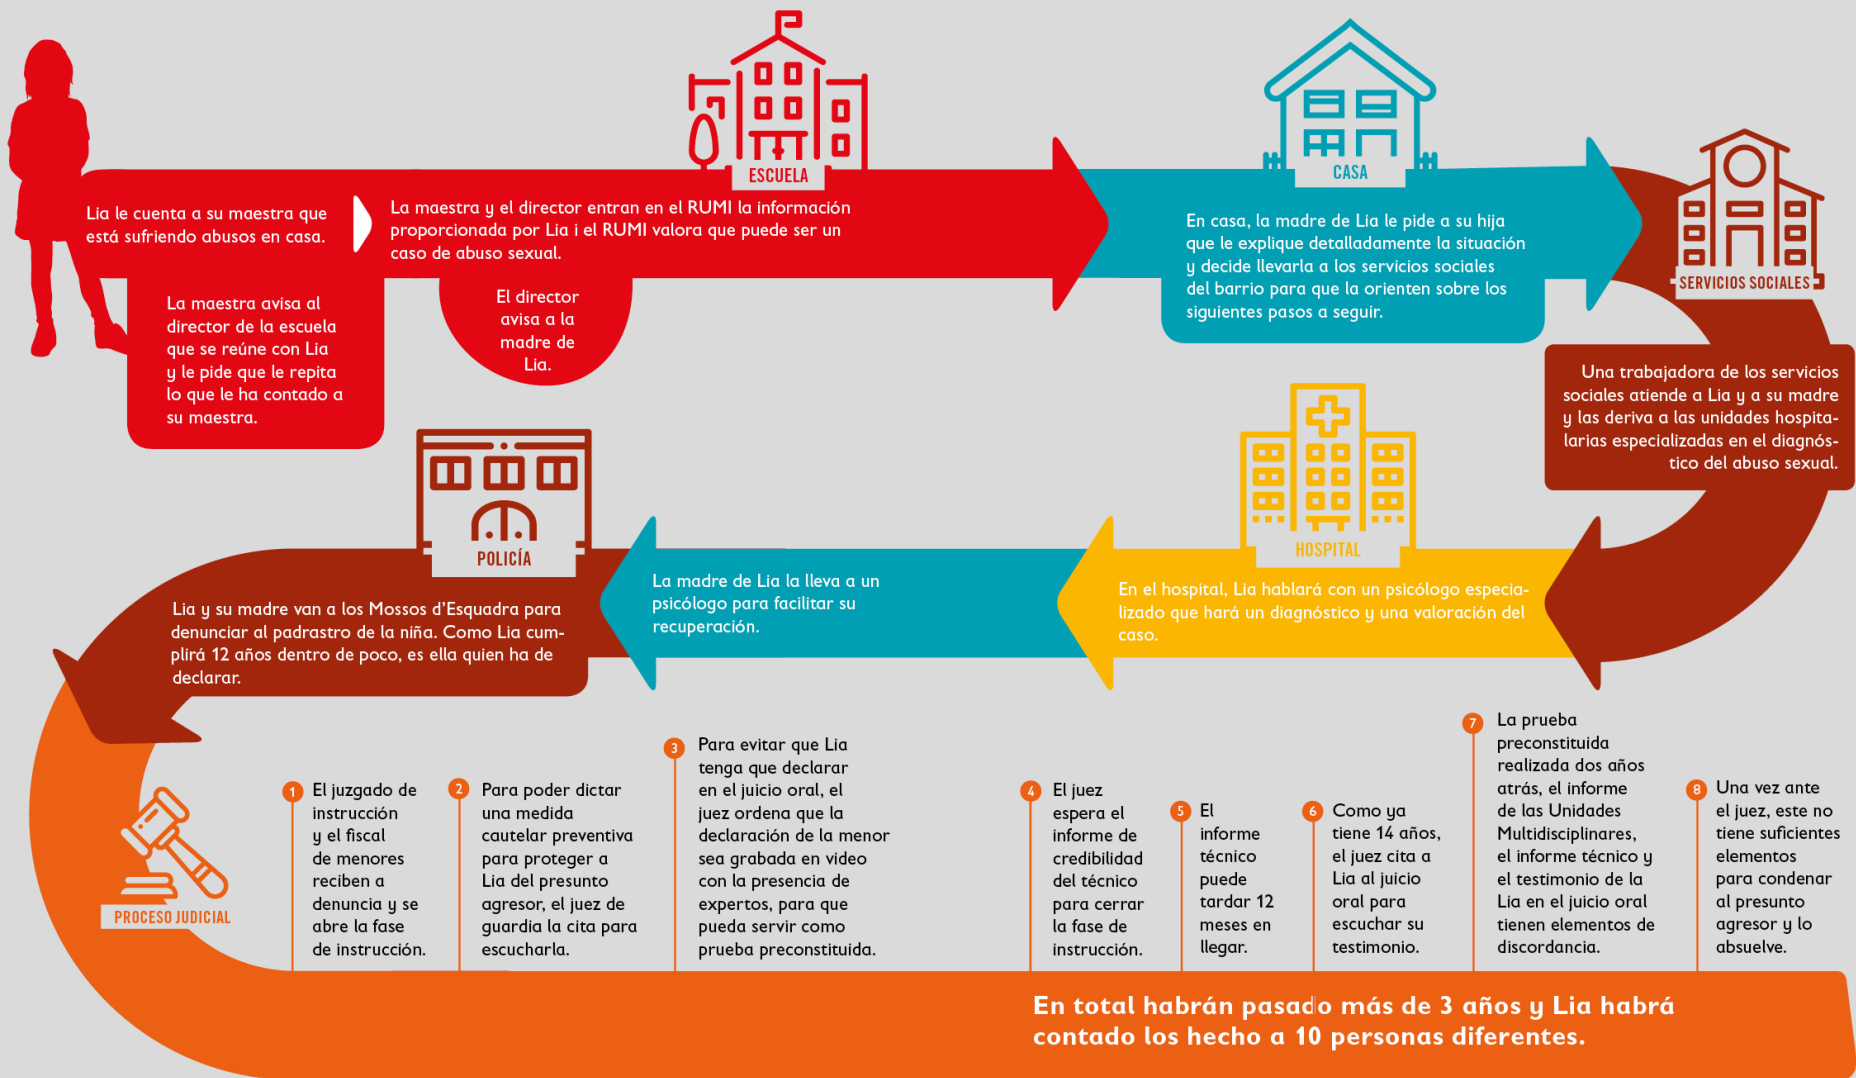 ESCUELA
Lia le cuenta a su maestra que
está sufriendo abusos en casa.
La maestra avisa al
director de la escuela
que se reúne con Lia
y le pide que le repita
lo que le ha contado a
su maestra.
La maestra y el director entran en el RUMI la información
proporcionada por Lia i el RUMI valora que puede ser un
caso de abuso sexual.
El director
avisa a la
madre de
Lia.
CASA
En casa, la madre de Lia le pide a su hija
que le explique detalladamente la situación
y decide llevarla a los servicios sociales
del barrio para que la orienten sobre los
siguientes pasos a seguir.
SERVICIOS SOCIALES
Una trabajadora de los servicios
sociales atiende a Lia y a su madre
y las deriva a las unidades hospita-
larias especializadas en el diagnós-
tico del abuso sexual.
HOSPITAL
En el hospital, Lia hablará con un psicólogo especia-
lizado que hará un diagnóstico y una valoración del
caso.
La madre de Lia la lleva a un
psicólogo para facilitar su
recuperación.
POLICÍA
Lia y su madre van a los Mossos d'Esquadra para
denunciar al padrastro de la niña. Como Lia cum-
plirá 12 años dentro de poco, es ella quien ha de
declarar.
PROCESO JUDICIAL
1
El juzgado de
instrucción
y el fiscal
de menores
reciben a
denuncia y se
abre la fase
de instrucción.
2
Para poder dictar
una medida
cautelar preventiva
para proteger a
Lia del presunto
agresor, el juez de
guardia la cita para
escucharla.
3
Para evitar que Lia
tenga que declarar
en el juicio oral, el
juez ordena que la
declaración de la menor
sea grabada en video
con la presencia de
expertos, para que
pueda servir como
prueba preconstituida.
4
El juez
espera el
informe de
credibilidad
del técnico
para cerrar
la fase de
instrucción.
5
El
informe
técnico
puede
tardar 12
meses en
llegar.
6
Como ya
tiene 14 años,
el juez cita a
Lia al juicio
oral para
escuchar su
testimonio.
7
La prueba
preconstituida
realizada dos años
atrás, el informe
de las Unidades
Multidisciplinares,
el informe técnico y
el testimonio de la
Lia en el juicio oral
tienen elementos de
discordancia.
8
Una vez ante
el juez, este no
tiene suficientes
elementos
para condenar
al presunto
agresor y lo
absuelve.
En total habrán pasado más de 3 años y Lia habrá
contado los hecho a 10 personas diferentes.